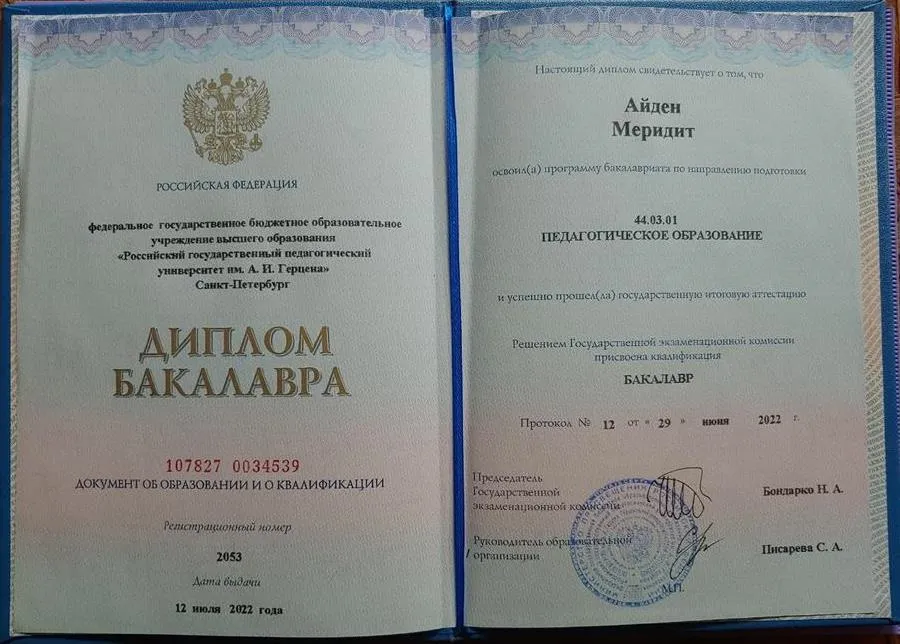 РОССИЙСКАЯ ФЕДЕРАЦИЯ
федеральное государственное бюджетное образовательное
учреждение высшего образования
«Российский государственный педагогический
университет им. А. И. Герцена»
Санкт-Петербург
ДИПЛОМ
БАКАЛАВРА
107827 0034539
ДОКУМЕНТ ОБ ОБРАЗОВАНИИ И О КВАЛИФИКАЦИИ
Регистрационный номер
2053
Дата выдачи
12 июля 2022 года
Настоящий диплом свидетельствует о том, что
Айден
Меридит
освоил(а) программу бакалавриата по направлению подготовки
44.03.01
ПЕДАГОГИЧЕСКОЕ ОБРАЗОВАНИЕ
и успешно прошел(ла) государственную итоговую аттестацию
Решением Государственной экзаменационной комиссии
присвоена квалификация
БАКАЛАВР
Протокол № 12 от « 29 » июня 2022 г.
Председатель
Государственной
экзаменационной комиссии
Бондарко Н. А.
Руководитель образовательной
организации
Писарева С. А.
М.П.